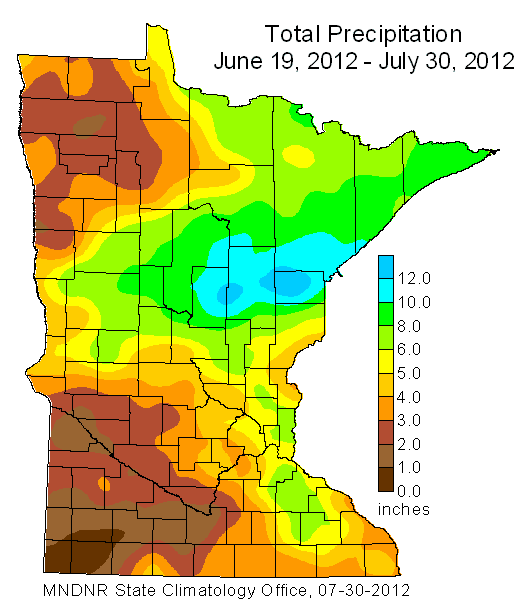 Total Precipitation
June 19, 2012 - July 30, 2012
12.0
10.0
8.0
6.0
5.0
4.0
3.0
2.0
1.0
0.0
inches
MNDNR State Climatology Office, 07-30-2012